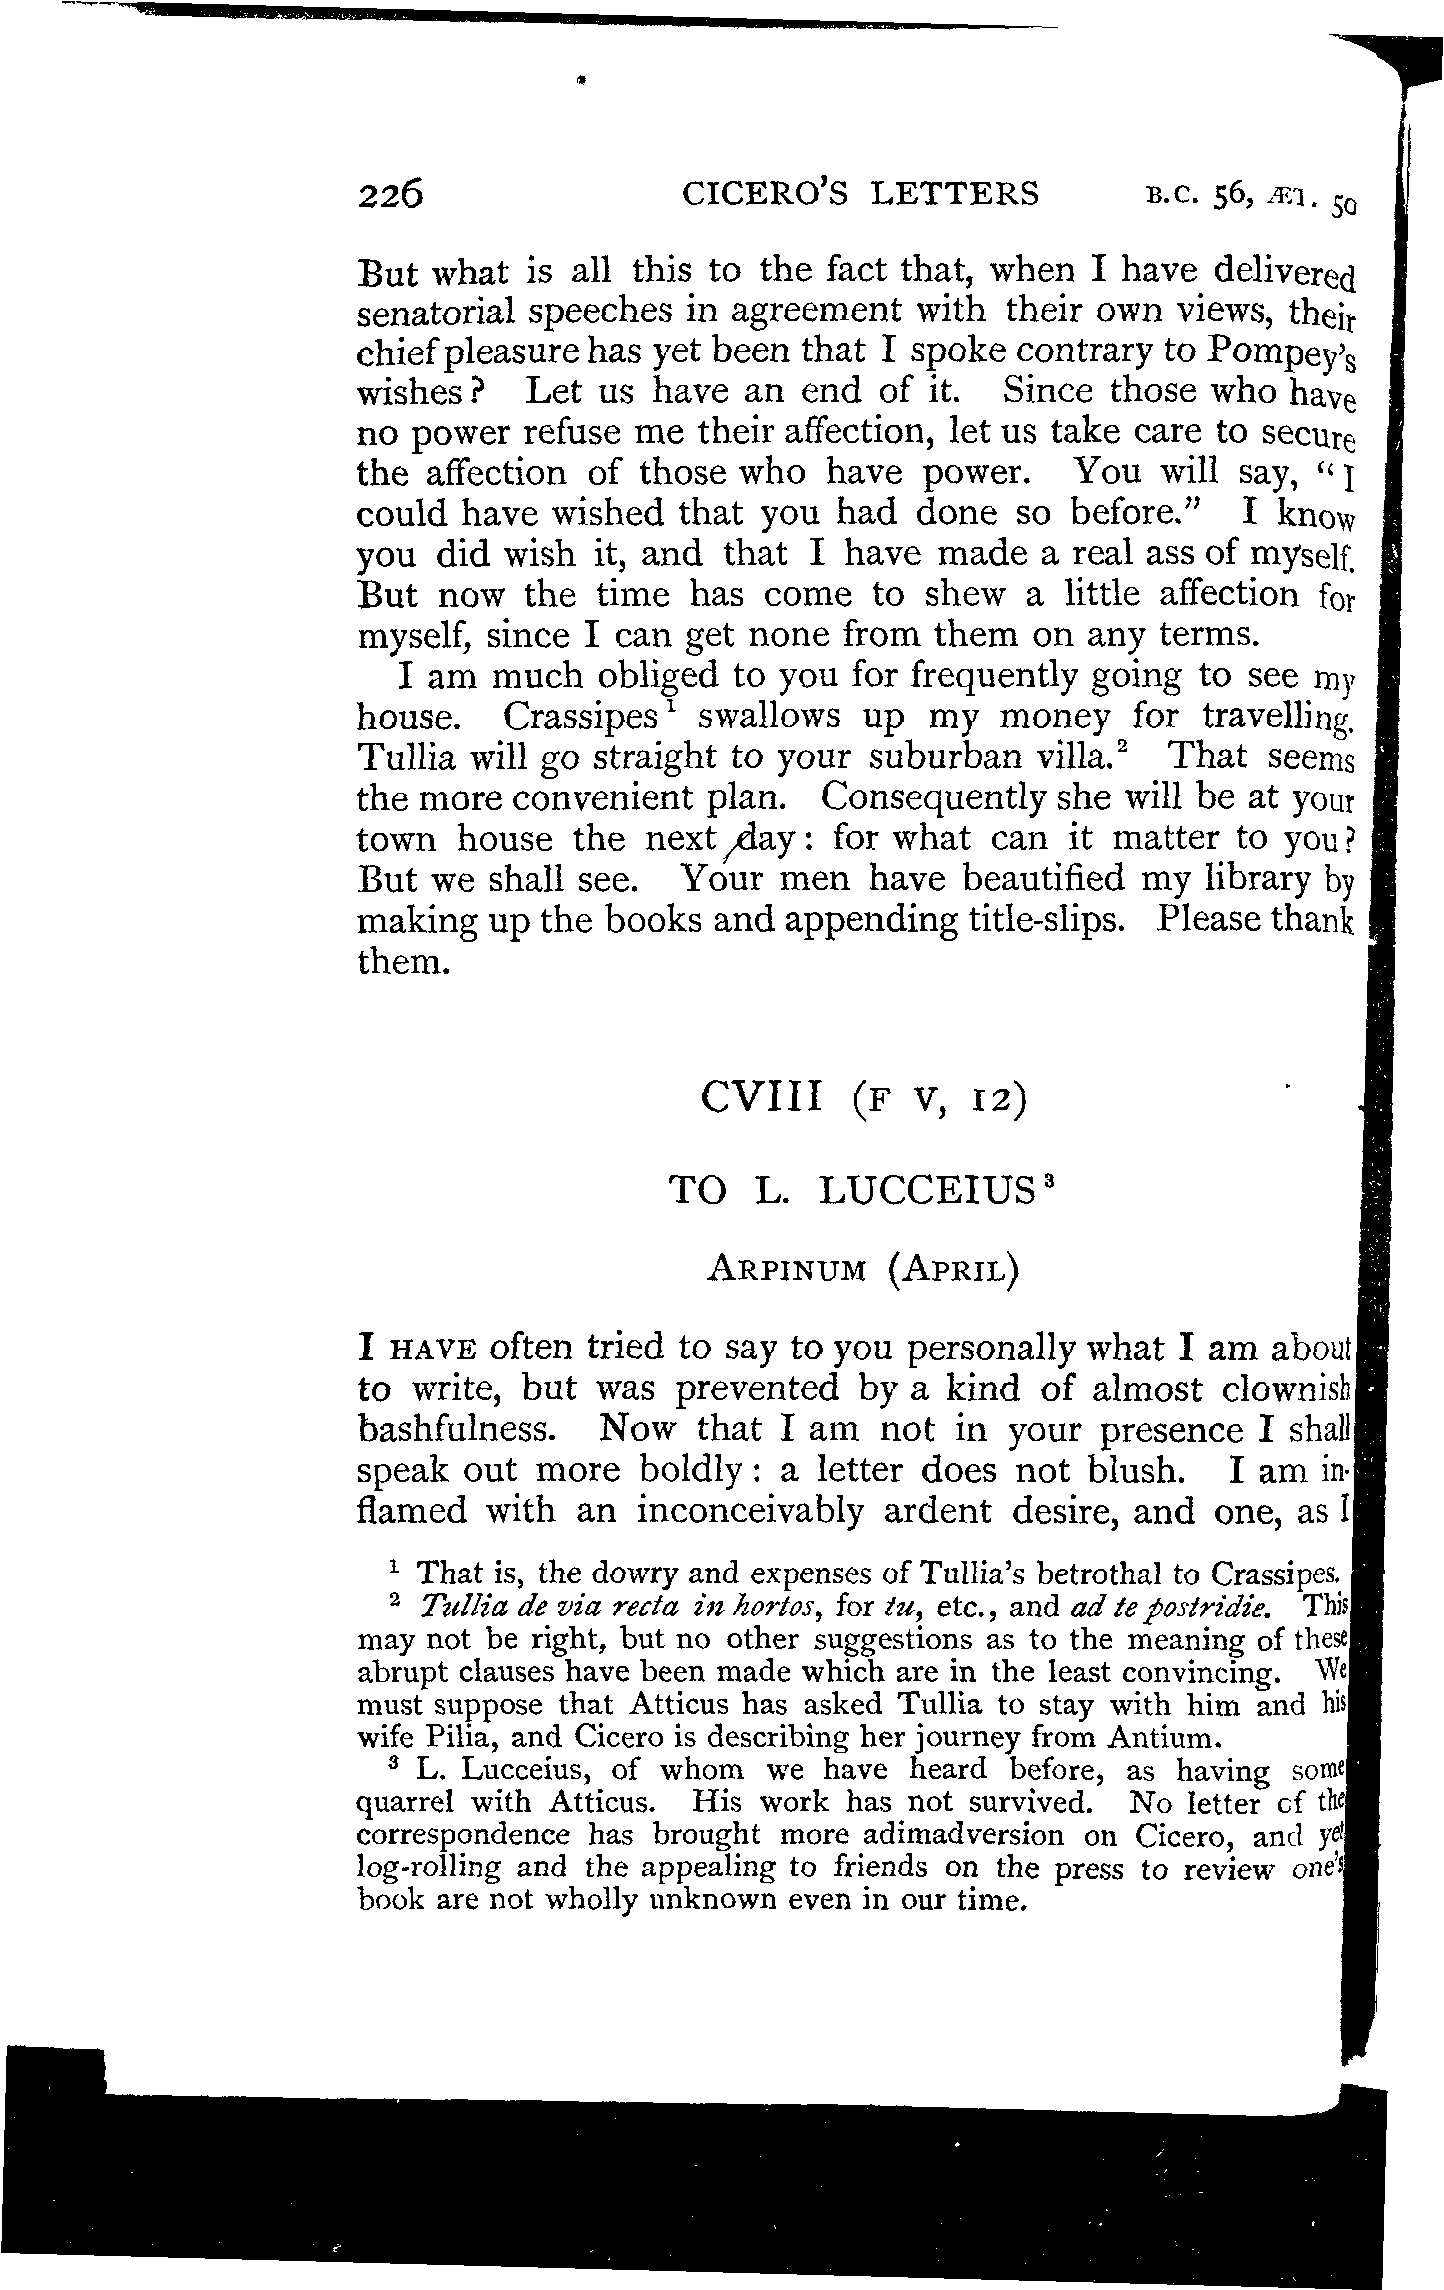 226 CICERO'S LETTERS B.C. 56, ÆT. 50
But what is all this to the fact that, when I have delivered
senatorial speeches in agreement with their own views, their
chief pleasure has yet been that I spoke contrary to Pompey's
wishes? Let us have an end of it. Since those who have
no power refuse me their affection, let us take care to secure
the affection of those who have power. You will say, "I
could have wished that you had done so before." I know
you did wish it, and that I have made a real ass of myself.
But now the time has come to shew a little affection for
myself, since I can get none from them on any terms.
I am much obliged to you for frequently going to see my
house. Crassipes¹ swallows up my money for travelling.
Tullia will go straight to your suburban villa.² That seems
the more convenient plan. Consequently she will be at your
town house the next day: for what can it matter to you?
But we shall see. Your men have beautified my library by
making up the books and appending title-slips. Please thank
them.
CVIII (F V, 12)
TO L. LUCCEIUS³
ARPINUM (APRIL)
I HAVE often tried to say to you personally what I am about
to write, but was prevented by a kind of almost clownish
bashfulness. Now that I am not in your presence I shall
speak out more boldly: a letter does not blush. I am in-
flamed with an inconceivably ardent desire, and one, as I
¹ That is, the dowry and expenses of Tullia's betrothal to Crassipes.
² Tullia de via recta in hortos, for tu, etc., and ad te postridie. This
may not be right, but no other suggestions as to the meaning of these
abrupt clauses have been made which are in the least convincing. We
must suppose that Atticus has asked Tullia to stay with him and his
wife Pilia, and Cicero is describing her journey from Antium.
³ L. Lucceius, of whom we have heard before, as having some
quarrel with Atticus. His work has not survived. No letter of the
correspondence has brought more adimadversion on Cicero, and yet
log-rolling and the appealing to friends on the press to review one's
book are not wholly unknown even in our time.